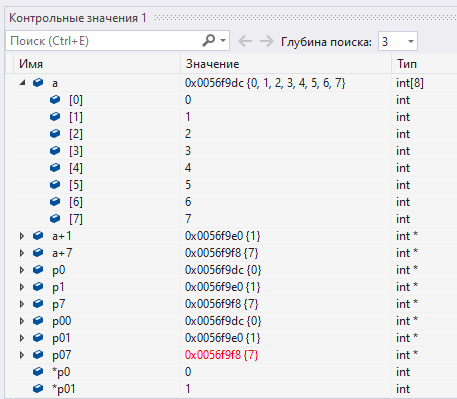 Контрольные значения 1
Поиск (Ctrl+E) Глубина поиска: 3
Имя Значение Тип
a 0x0056f9dc {0, 1, 2, 3, 4, 5, 6, 7} int[8]
[0] 0 int
[1] 1 int
[2] 2 int
[3] 3 int
[4] 4 int
[5] 5 int
[6] 6 int
[7] 7 int
a+1 0x0056f9e0 {1} int *
a+7 0x0056f9f8 {7} int *
p0 0x0056f9dc {0} int *
p1 0x0056f9e0 {1} int *
p7 0x0056f9f8 {7} int *
p00 0x0056f9dc {0} int *
p01 0x0056f9e0 {1} int *
p07 0x0056f9f8 {7} int *
*p0 0 int
*p01 1 int